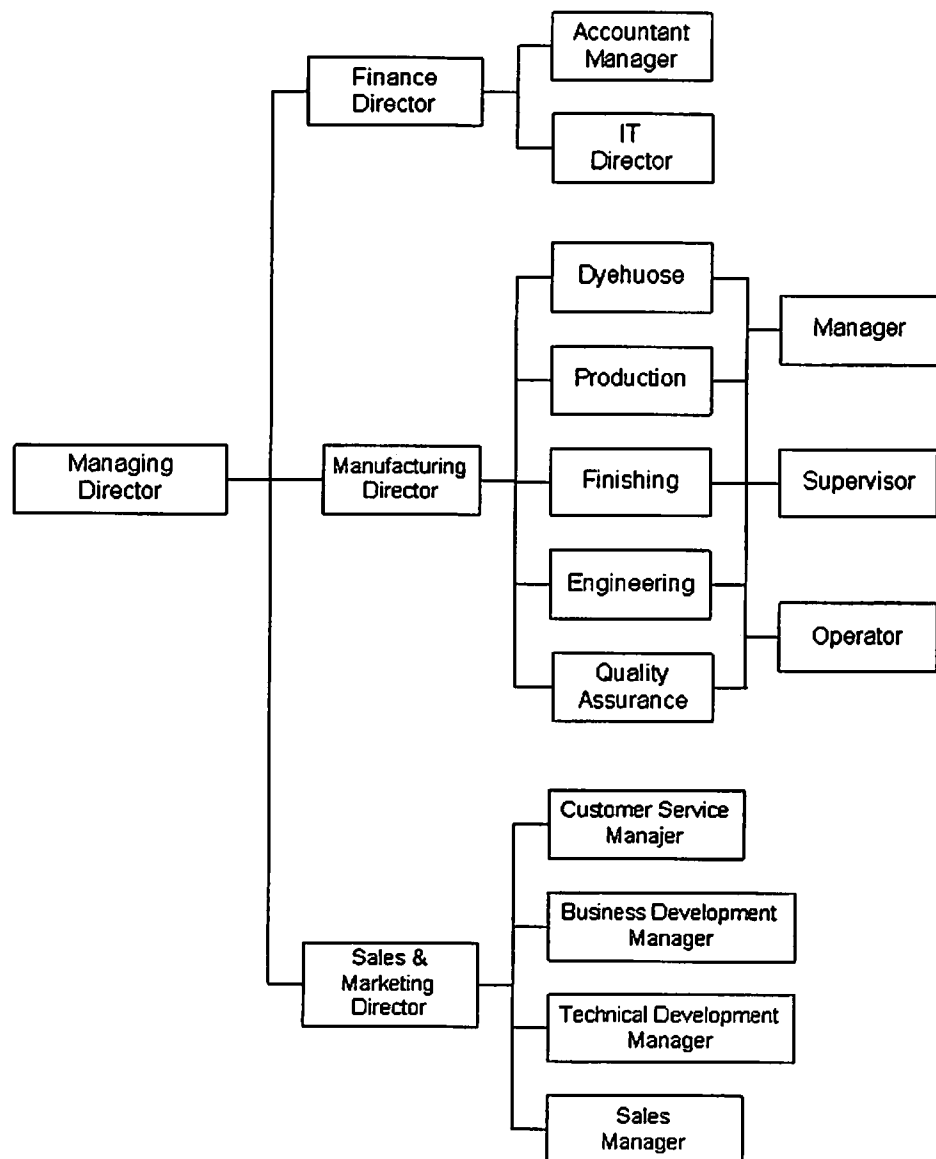 Accountant
Manager
Finance
Director
IT
Director
Dyehuose
Manager
Production
Managing
Director
Manufacturing
Director
Finishing
Supervisor
Engineering
Operator
Quality
Assurance
Customer Service
Manajer
Business Development
Manager
Sales &
Marketing
Director
Technical Development
Manager
Sales
Manager